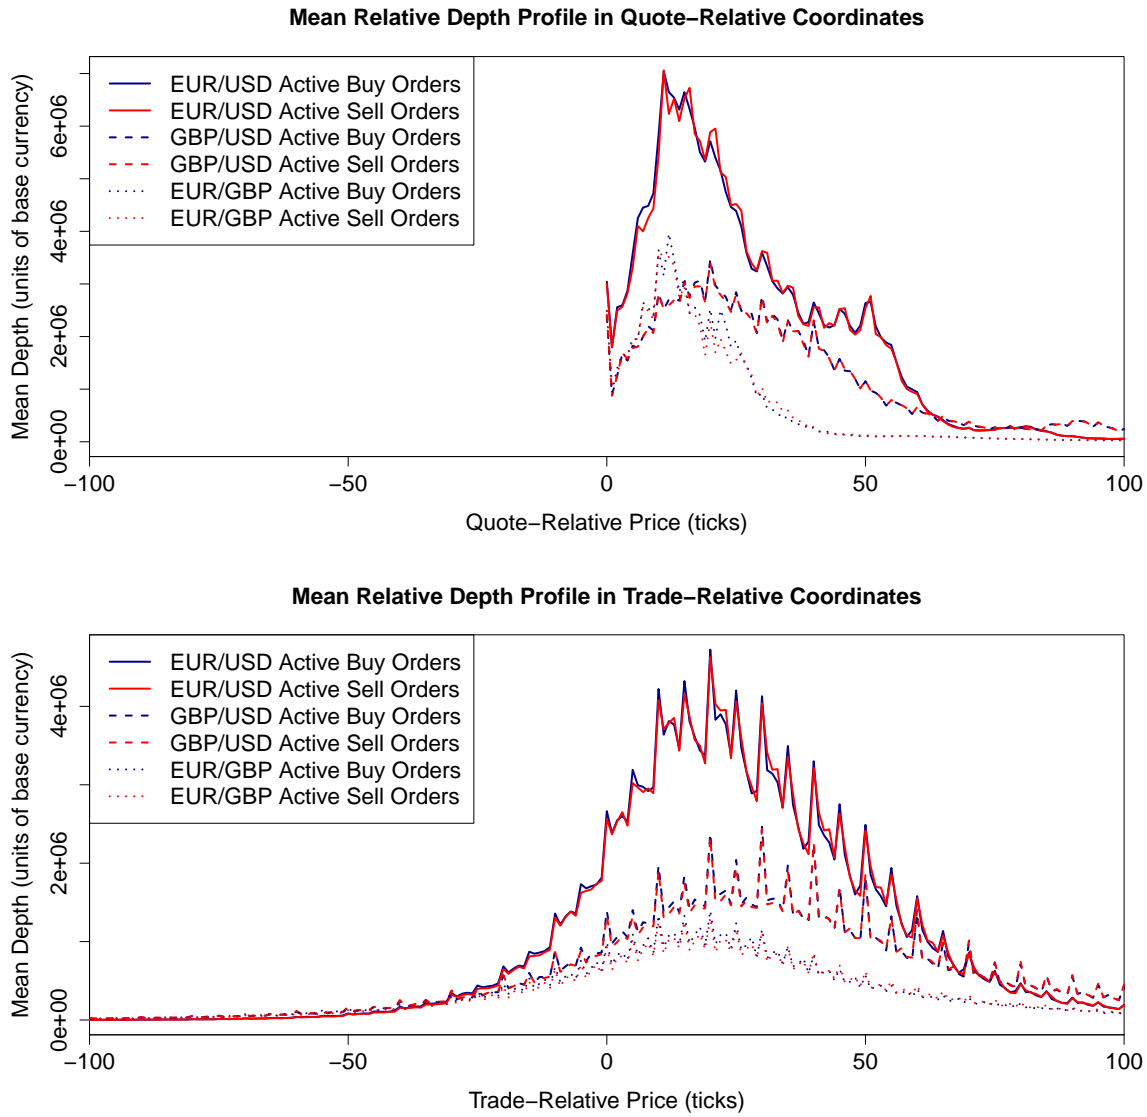 Mean Relative Depth Profile in Quote−Relative Coordinates
Mean Depth (units of base currency)
0e+00
2e+06
4e+06
6e+06
EUR/USD Active Buy Orders
EUR/USD Active Sell Orders
GBP/USD Active Buy Orders
GBP/USD Active Sell Orders
EUR/GBP Active Buy Orders
EUR/GBP Active Sell Orders
−100 −50 0 50 100
Quote−Relative Price (ticks)
Mean Relative Depth Profile in Trade−Relative Coordinates
Mean Depth (units of base currency)
0e+00
2e+06
4e+06
EUR/USD Active Buy Orders
EUR/USD Active Sell Orders
GBP/USD Active Buy Orders
GBP/USD Active Sell Orders
EUR/GBP Active Buy Orders
EUR/GBP Active Sell Orders
−100 −50 0 50 100
Trade−Relative Price (ticks)